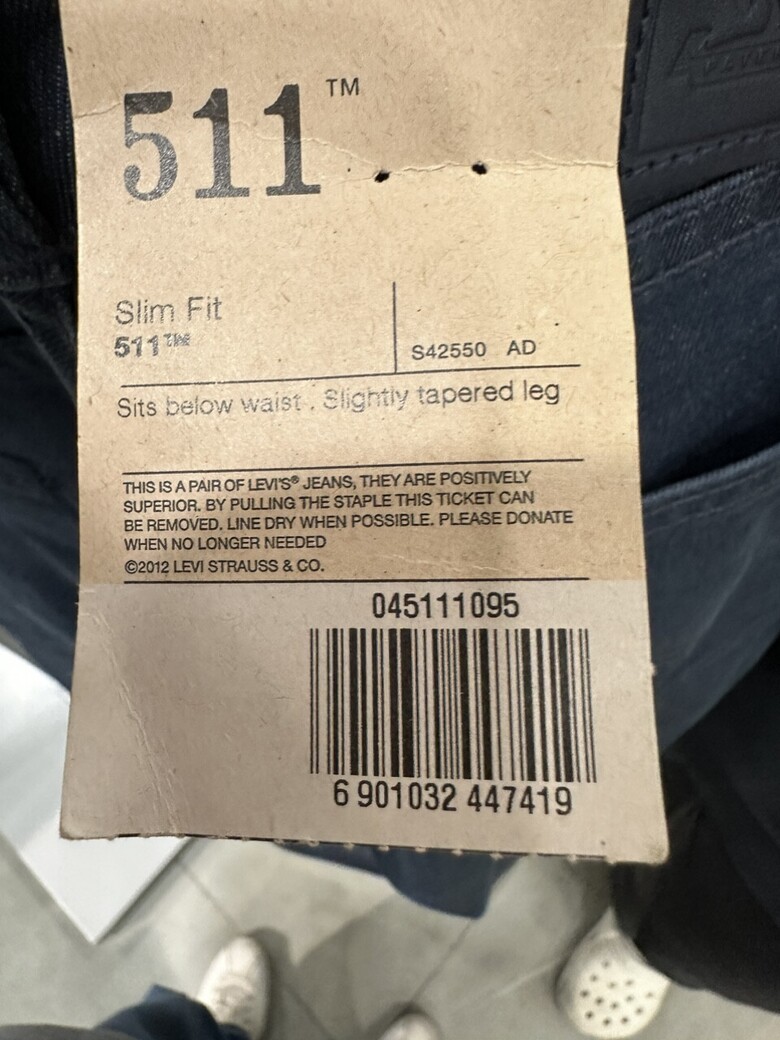 511™
Slim Fit
511™
S42550 AD
Sits below waist . Slightly tapered leg
THIS IS A PAIR OF LEVI'S® JEANS, THEY ARE POSITIVELY
SUPERIOR. BY PULLING THE STAPLE THIS TICKET CAN
BE REMOVED. LINE DRY WHEN POSSIBLE. PLEASE DONATE
WHEN NO LONGER NEEDED
©2012 LEVI STRAUSS & CO.
045111095
6 901032 447419